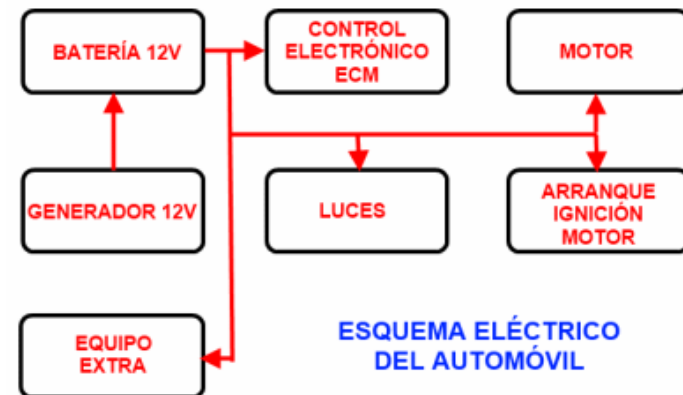 BATERÍA 12V
CONTROL
ELECTRÓNICO
ECM
MOTOR
GENERADOR 12V
LUCES
ARRANQUE
IGNICIÓN
MOTOR
EQUIPO
EXTRA
ESQUEMA ELÉCTRICO
DEL AUTOMÓVIL